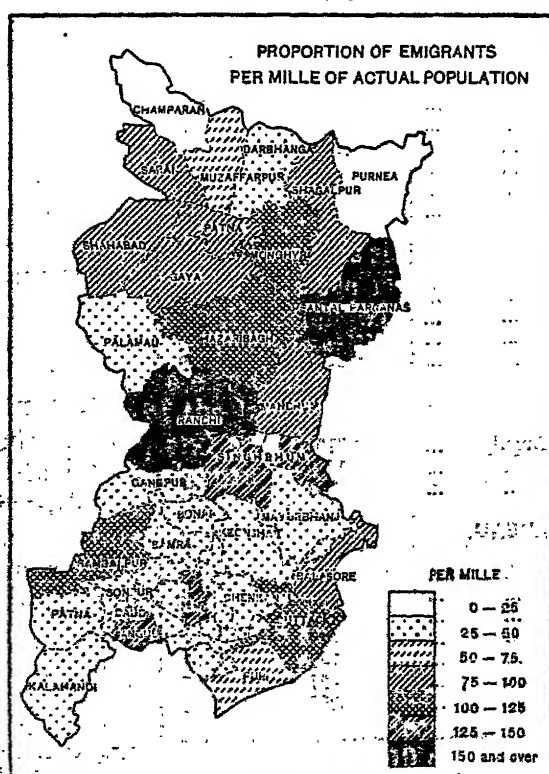 PROPORTION OF EMIGRANTS
PER MILLE OF ACTUAL POPULATION
CHAMPARAN
DARBHANGA
MUZAFFARPUR
PURNEA
SARAN
BHAGALPUR
PATNA
MONGHYR
SHAHABAD
GAYA
SANTAL PARGANAS
PALAMAU
HAZARIBAGH
RANCHI
SINGHBHUM
GANGPUR
BONAI
MAYURBHANJ
BAMRA
SAMBALPUR
BALASORE
SONPUR
PATNA
BAUD
CUTTACK
ANGUL
PURI
KALAHANDI
PER MILLE
0 — 25
25 — 50
50 — 75
75 — 100
100 — 125
125 — 150
150 and over